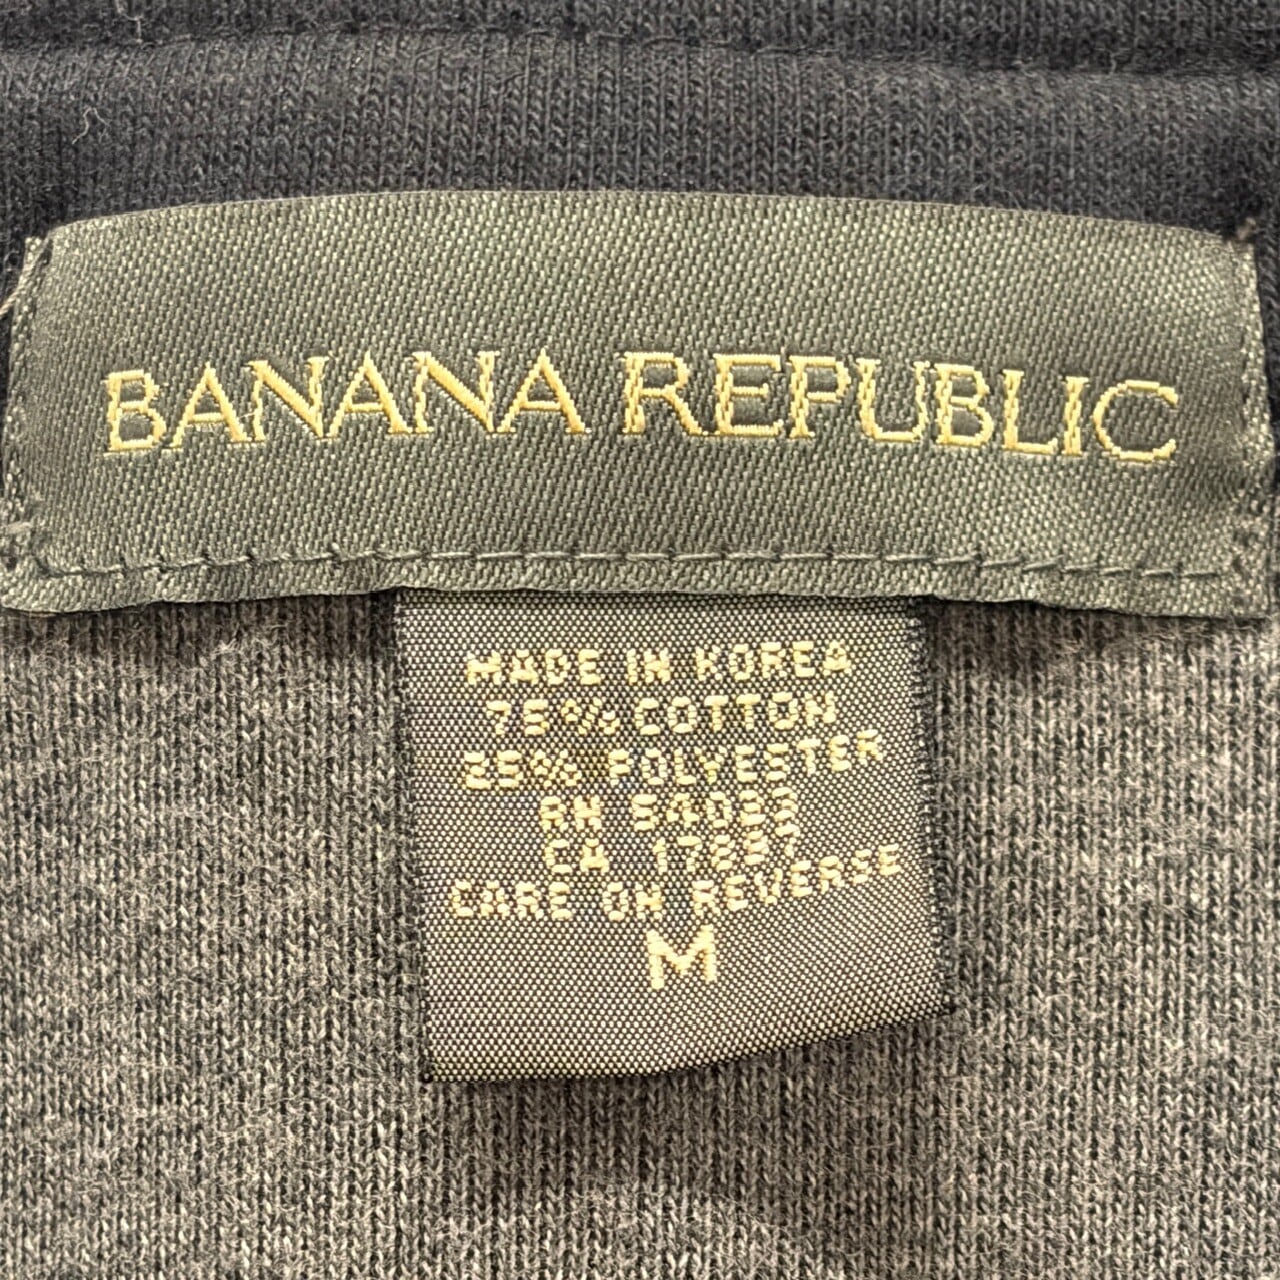 BANANA REPUBLIC
MADE IN KOREA
75% COTTON
25% POLYESTER
RN 54023
CA 17897
CARE ON REVERSE
M